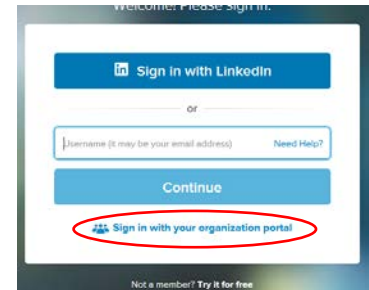 Welcome! Please sign in.
in Sign in with LinkedIn
or
Username (it may be your email address) Need Help?
Continue
Sign in with your organization portal
Not a member? Try it for free